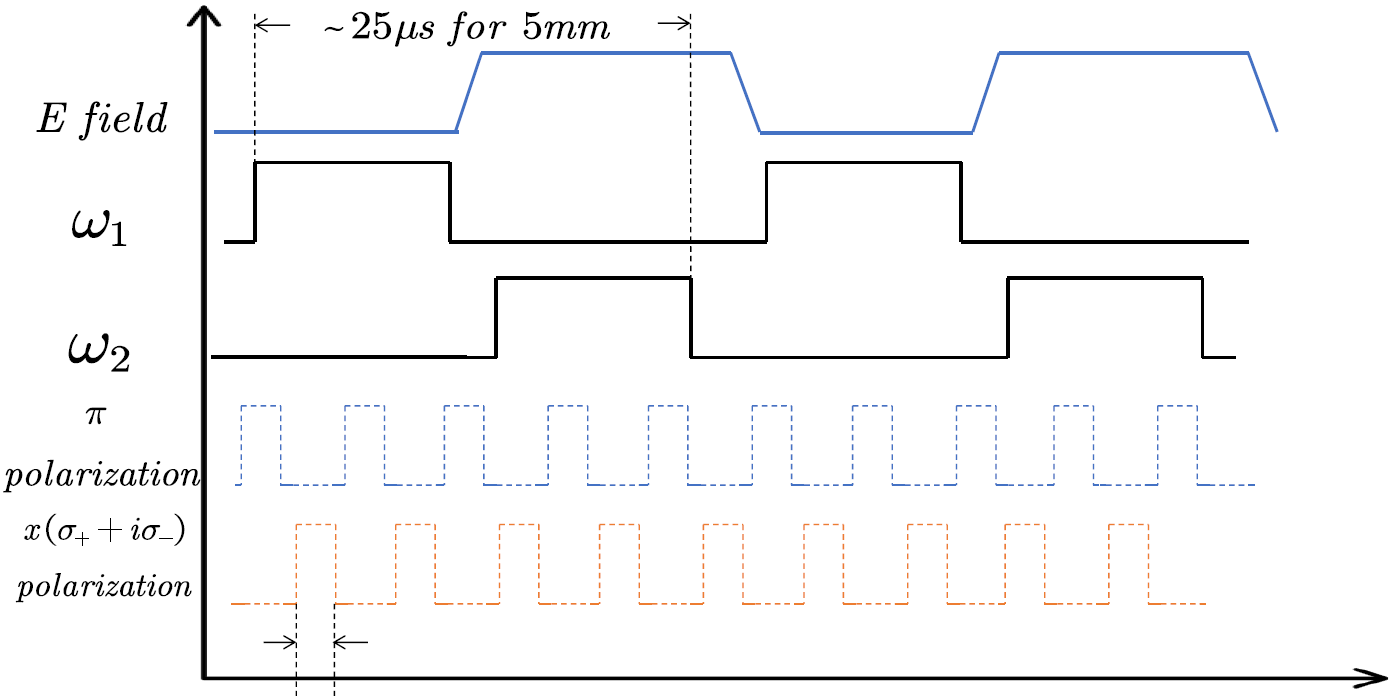 ~25μs for 5mm
E field
ω₁
ω₂
π
polarization
x(σ₊ + iσ₋)
polarization